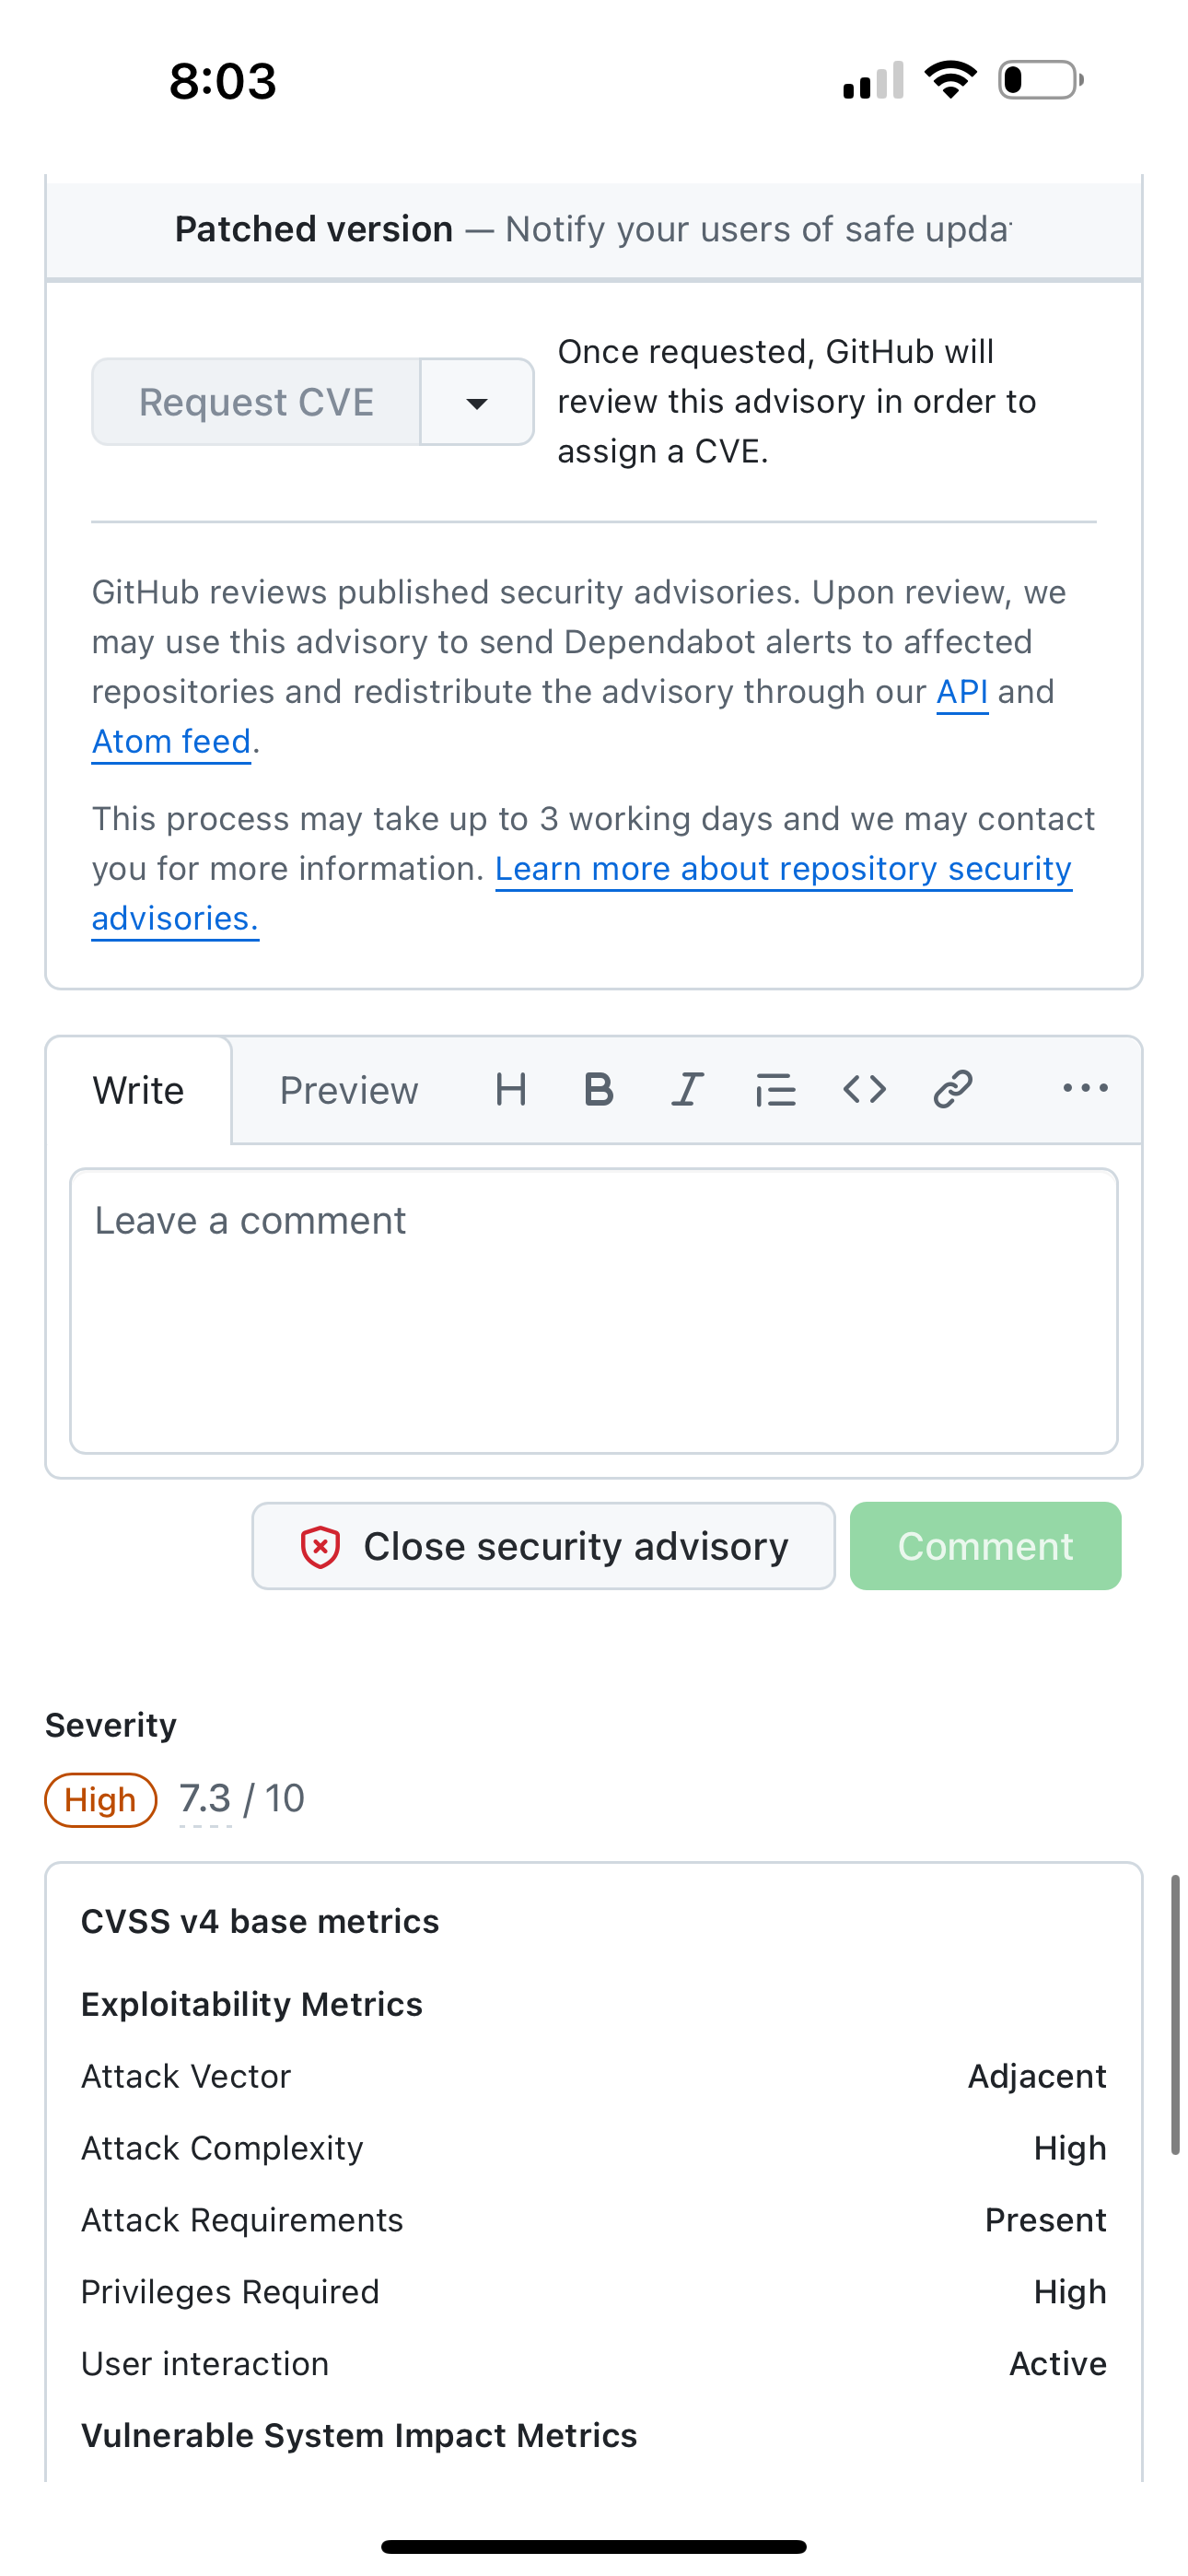 8:03
Patched version — Notify your users of safe upda
Request CVE
Once requested, GitHub will
review this advisory in order to
assign a CVE.
GitHub reviews published security advisories. Upon review, we
may use this advisory to send Dependabot alerts to affected
repositories and redistribute the advisory through our API and
Atom feed.
This process may take up to 3 working days and we may contact
you for more information. Learn more about repository security
advisories.
Write Preview H B I
Leave a comment
Close security advisory Comment
Severity
High 7.3 / 10
CVSS v4 base metrics
Exploitability Metrics
Attack Vector Adjacent
Attack Complexity High
Attack Requirements Present
Privileges Required High
User interaction Active
Vulnerable System Impact Metrics